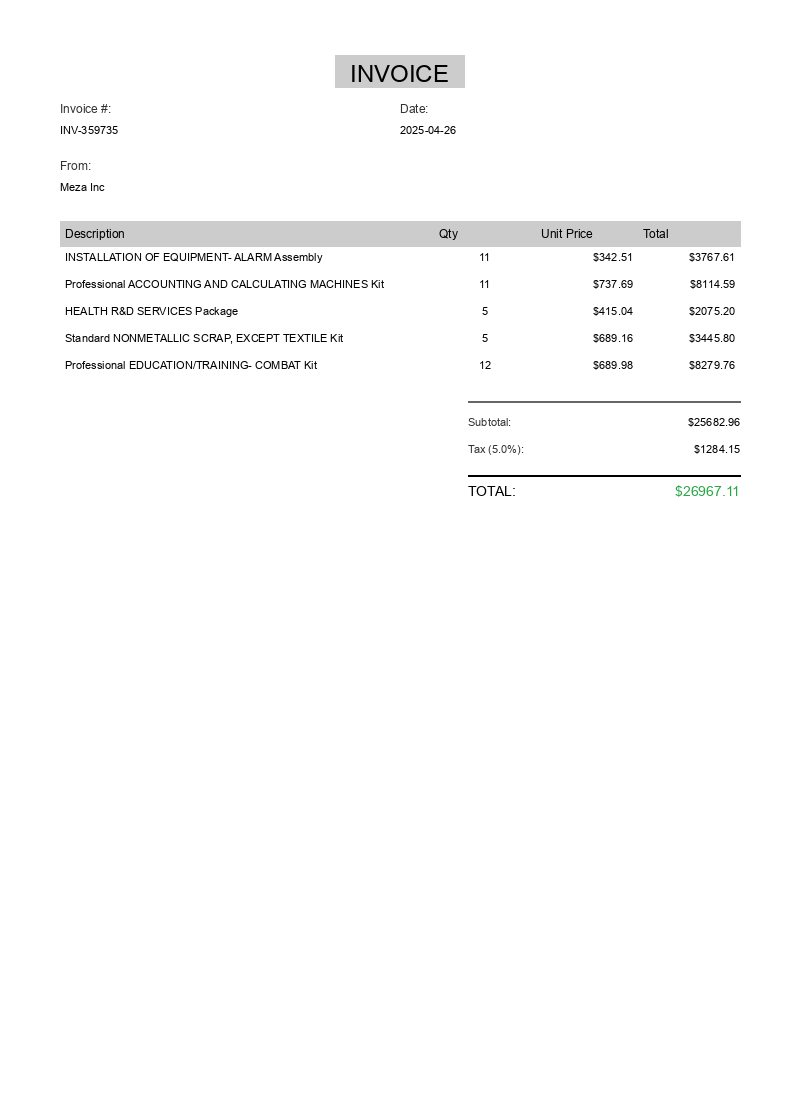 INVOICE
Invoice #: Date:
INV-359735 2025-04-26
From:
Meza Inc
Description Qty Unit Price Total
INSTALLATION OF EQUIPMENT- ALARM Assembly 11 $342.51 $3767.61
Professional ACCOUNTING AND CALCULATING MACHINES Kit 11 $737.69 $8114.59
HEALTH R&D SERVICES Package 5 $415.04 $2075.20
Standard NONMETALLIC SCRAP, EXCEPT TEXTILE Kit 5 $689.16 $3445.80
Professional EDUCATION/TRAINING- COMBAT Kit 12 $689.98 $8279.76
Subtotal: $25682.96
Tax (5.0%): $1284.15
TOTAL: $26967.11